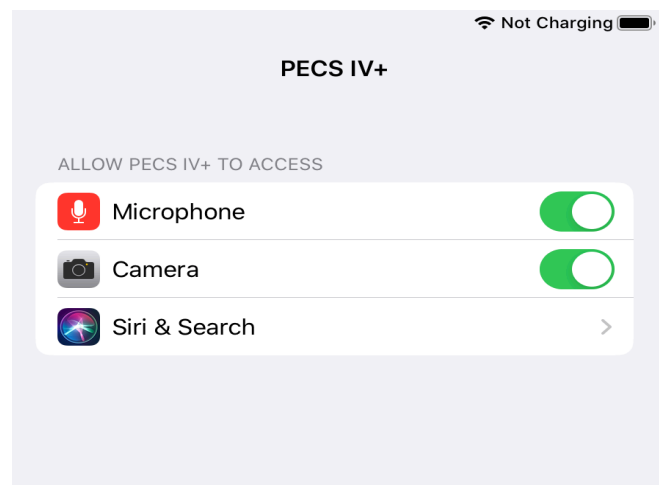 Not Charging
PECS IV+
ALLOW PECS IV+ TO ACCESS
Microphone
Camera
Siri & Search